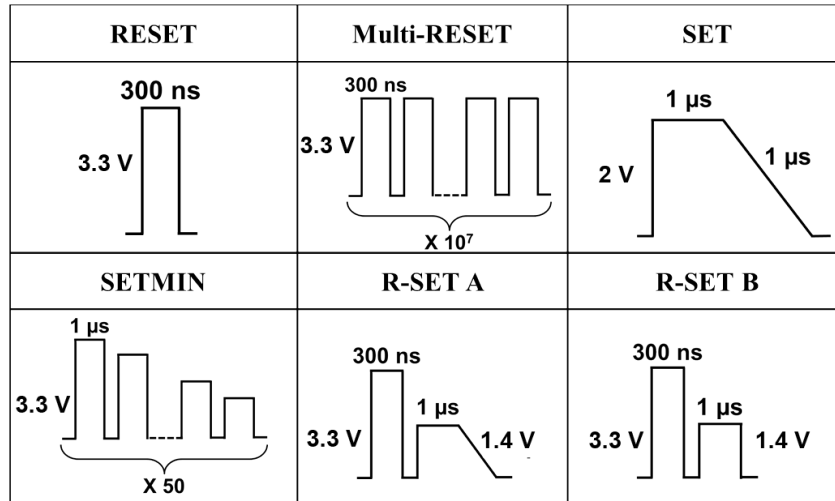 RESET
Multi-RESET
SET
300 ns
3.3 V
300 ns
3.3 V
X 10⁷
1 µs
2 V
1 µs
SETMIN
R-SET A
R-SET B
1 µs
3.3 V
X 50
300 ns
3.3 V
1 µs
1.4 V
300 ns
3.3 V
1 µs
1.4 V